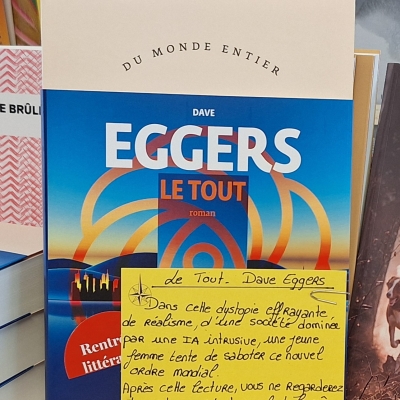 DU MONDE ENTIER
E BRÛL
DAVE
EGGERS
LE TOUT
roman
Rentr
littéra
Le Tout - Dave Eggers
Dans cette dystopie effrayante,
de réalisme, d'une société dominée
par une IA intrusive, une jeune
femme tente de saboter ce nouvel
ordre mondial.
Après cette lecture, vous ne regarderez